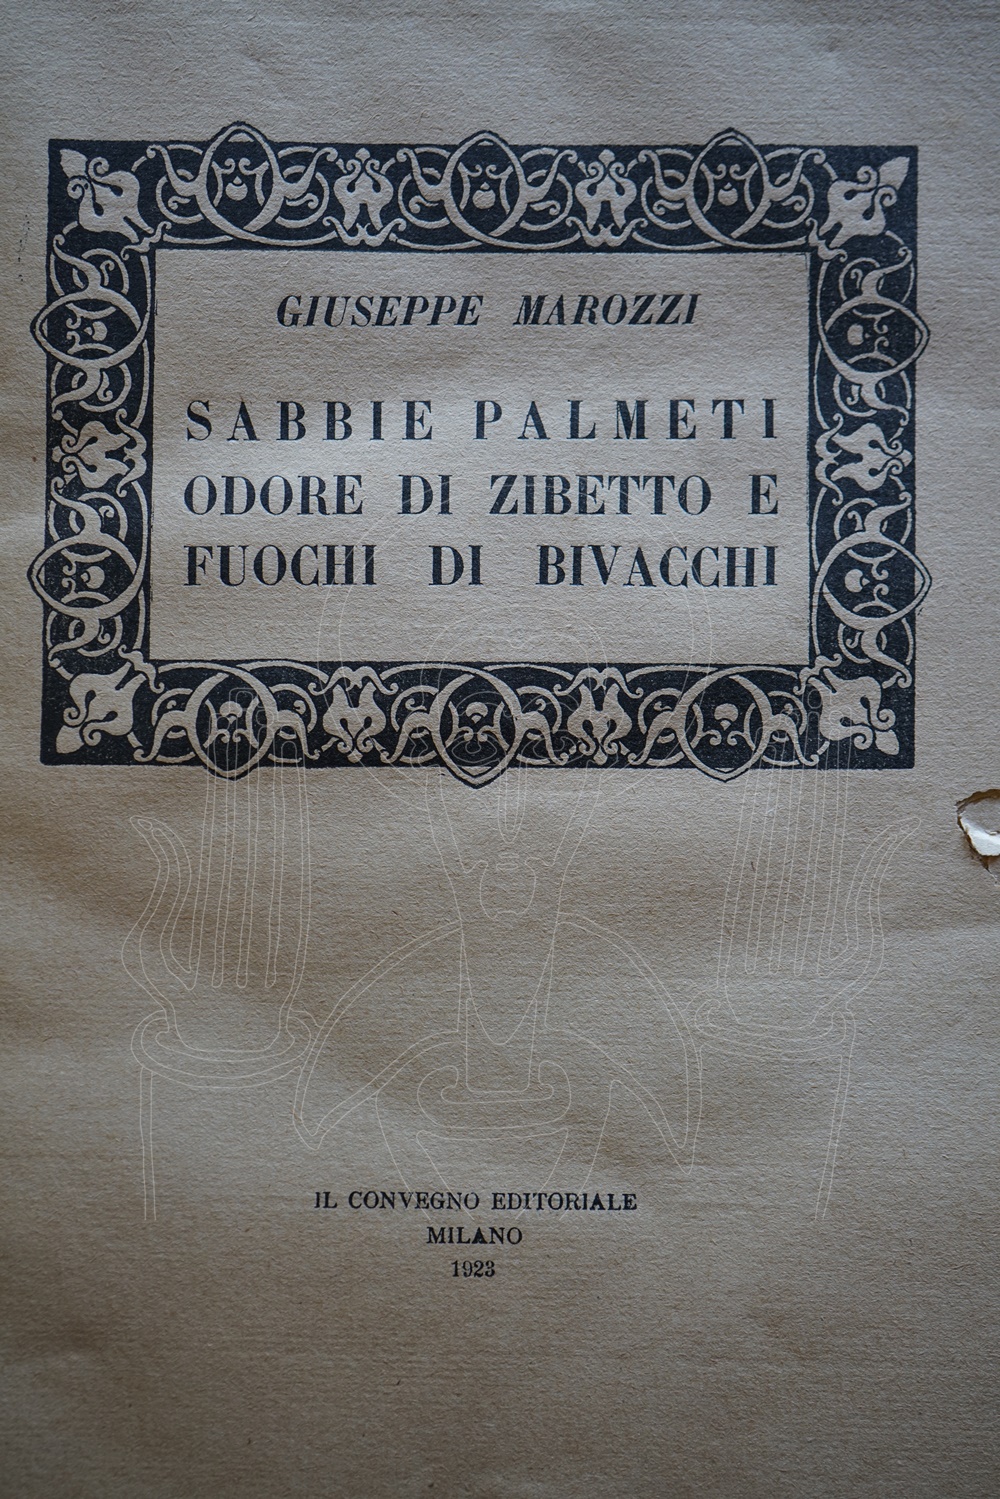 GIUSEPPE MAROZZI
SABBIE PALMETI
ODORE DI ZIBETTO E
FUOCHI DI BIVACCHI
IL CONVEGNO EDITORIALE
MILANO
1923